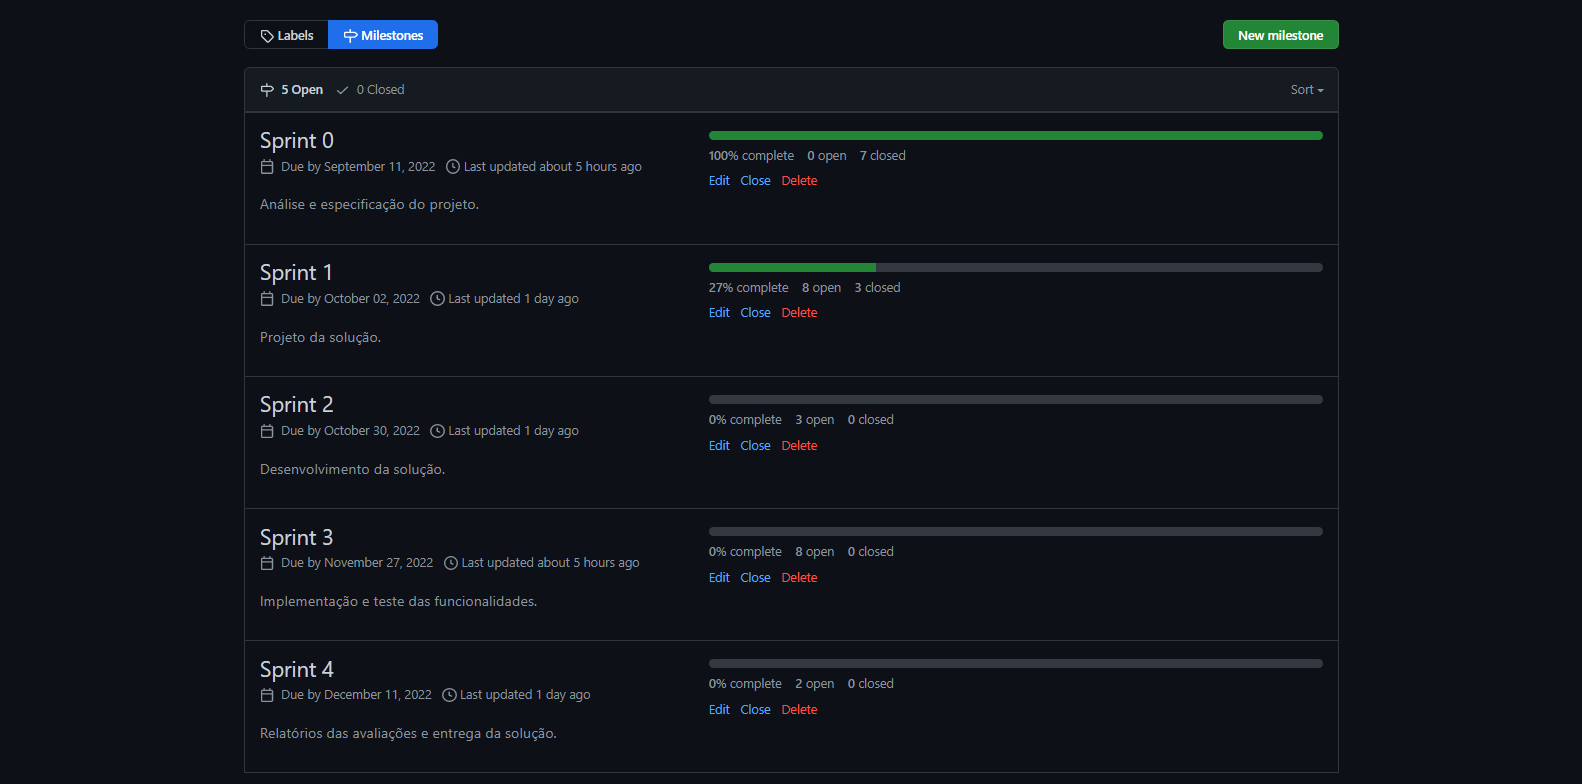 Labels Milestones New milestone
5 Open 0 Closed Sort
Sprint 0
Due by September 11, 2022 Last updated about 5 hours ago
Análise e especificação do projeto.
100% complete 0 open 7 closed
Edit Close Delete
Sprint 1
Due by October 02, 2022 Last updated 1 day ago
Projeto da solução.
27% complete 8 open 3 closed
Edit Close Delete
Sprint 2
Due by October 30, 2022 Last updated 1 day ago
Desenvolvimento da solução.
0% complete 3 open 0 closed
Edit Close Delete
Sprint 3
Due by November 27, 2022 Last updated about 5 hours ago
Implementação e teste das funcionalidades.
0% complete 8 open 0 closed
Edit Close Delete
Sprint 4
Due by December 11, 2022 Last updated 1 day ago
Relatórios das avaliações e entrega da solução.
0% complete 2 open 0 closed
Edit Close Delete